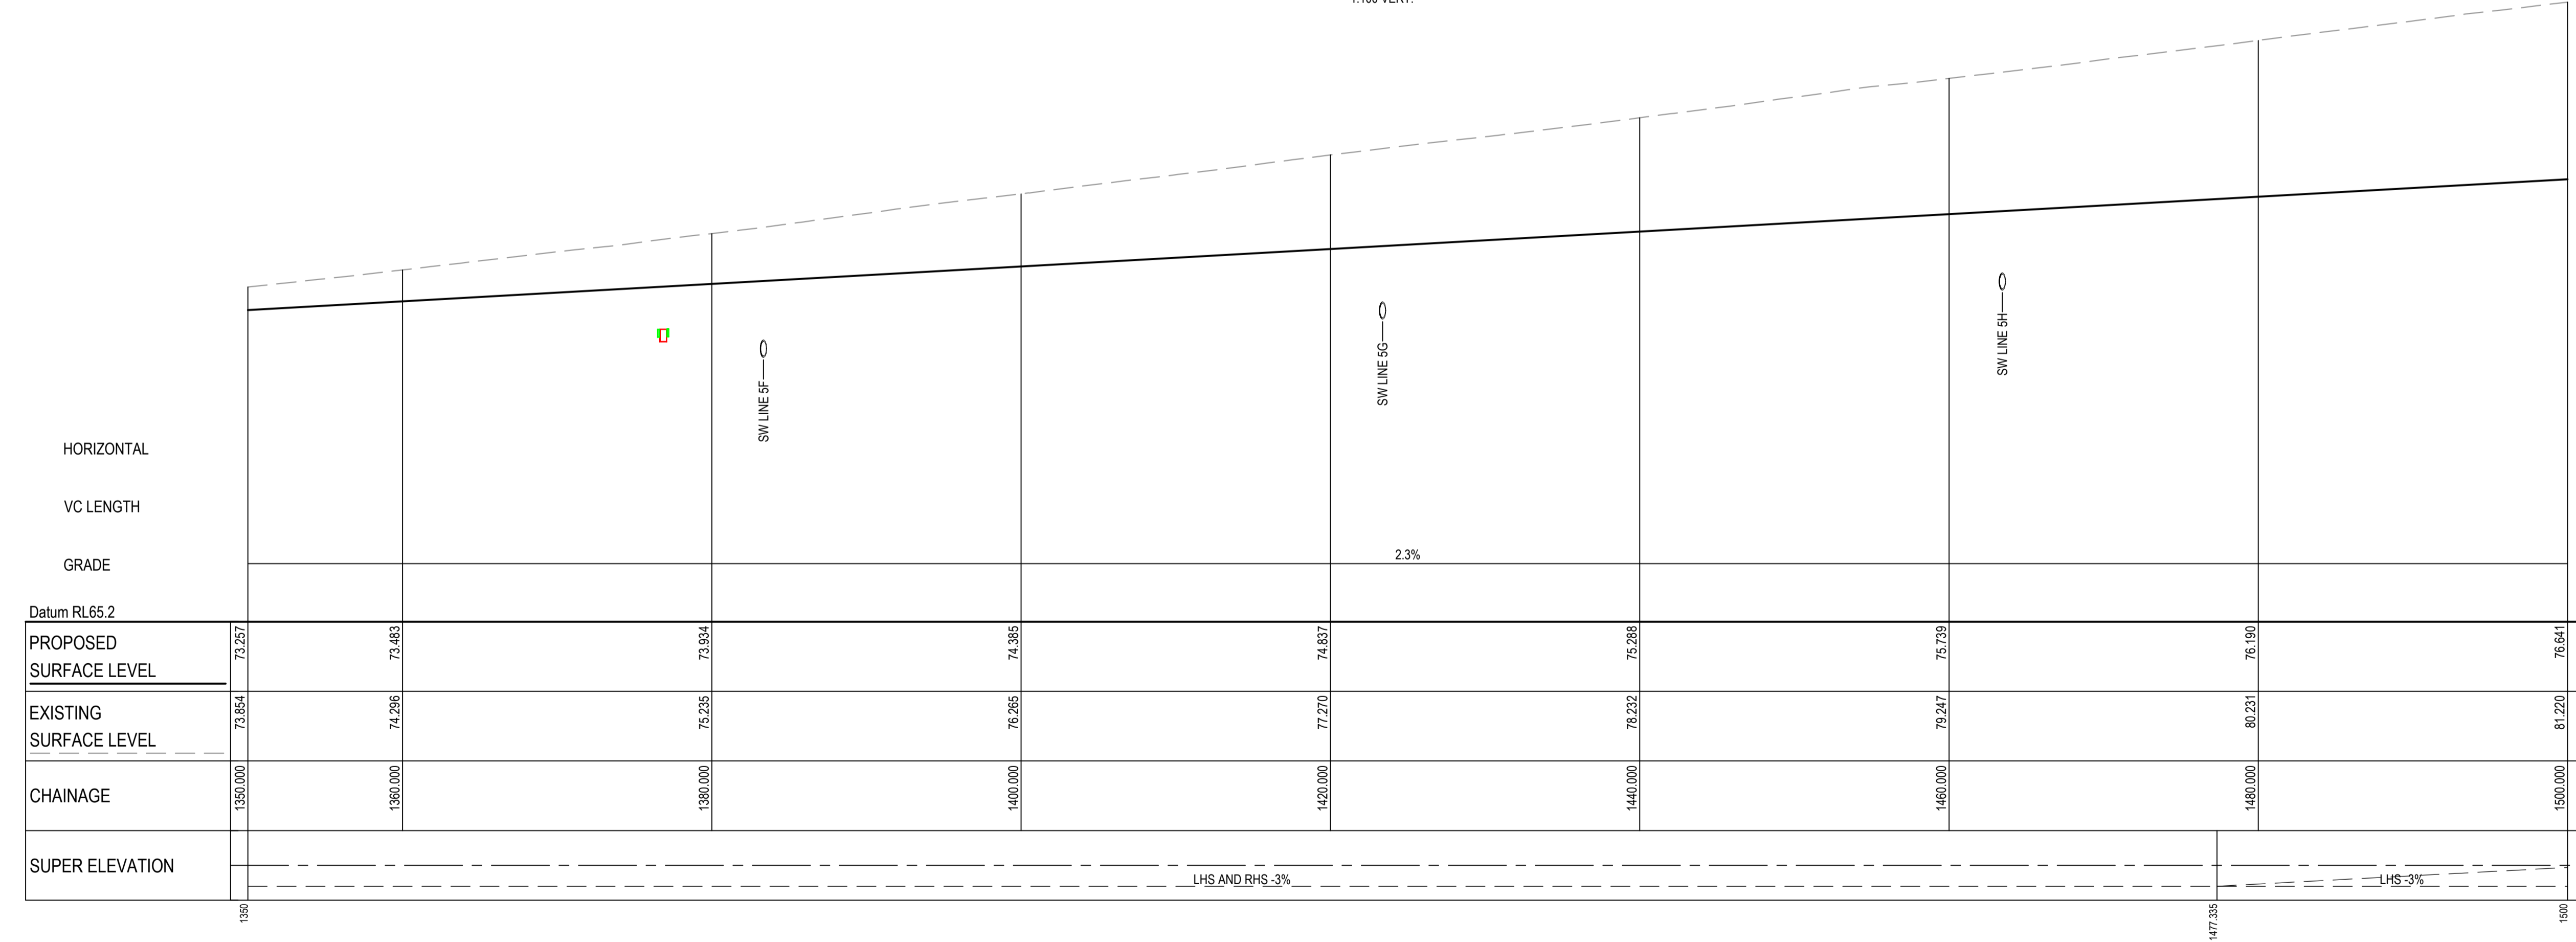 1:100 VERT.
SW LINE 5F
SW LINE 5G
SW LINE 5H
HORIZONTAL
VC LENGTH
GRADE
2.3%
Datum RL65.2
PROPOSED
SURFACE LEVEL
73.257
73.483
73.934
74.385
74.837
75.288
75.739
76.190
76.641
EXISTING
SURFACE LEVEL
73.854
74.296
75.235
76.265
77.270
78.232
79.247
80.231
81.220
CHAINAGE
1350.000
1360.000
1380.000
1400.000
1420.000
1440.000
1460.000
1480.000
1500.000
SUPER ELEVATION
LHS AND RHS -3%
LHS -3%
1350
1477.335
1500